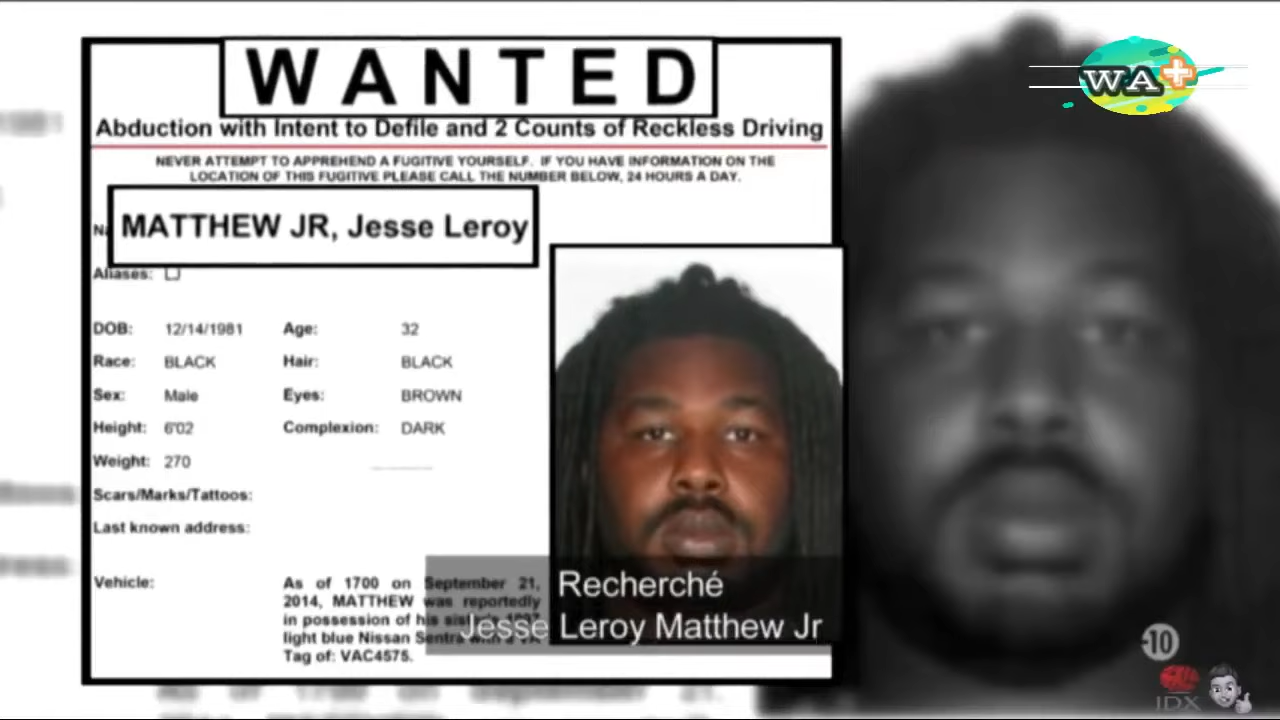 WA+
WANTED
Abduction with Intent to Defile and 2 Counts of Reckless Driving
NEVER ATTEMPT TO APPREHEND A FUGITIVE YOURSELF. IF YOU HAVE INFORMATION ON THE
LOCATION OF THIS FUGITIVE PLEASE CALL THE NUMBER BELOW, 24 HOURS A DAY.
MATTHEW JR, Jesse Leroy
Aliases:
DOB: 12/14/1981 Age: 32
Race: BLACK Hair: BLACK
Sex: Male Eyes: BROWN
Height: 6'02 Complexion: DARK
Weight: 270
Scars/Marks/Tattoos:
Last known address:
Vehicle: As of 1700 on September 21,
2014, MATTHEW was reportedly
in possession of his sister's 1997
light blue Nissan Sentra with a VA
Tag of: VAC4575.
Recherché
Jesse Leroy Matthew Jr
-10
IDX